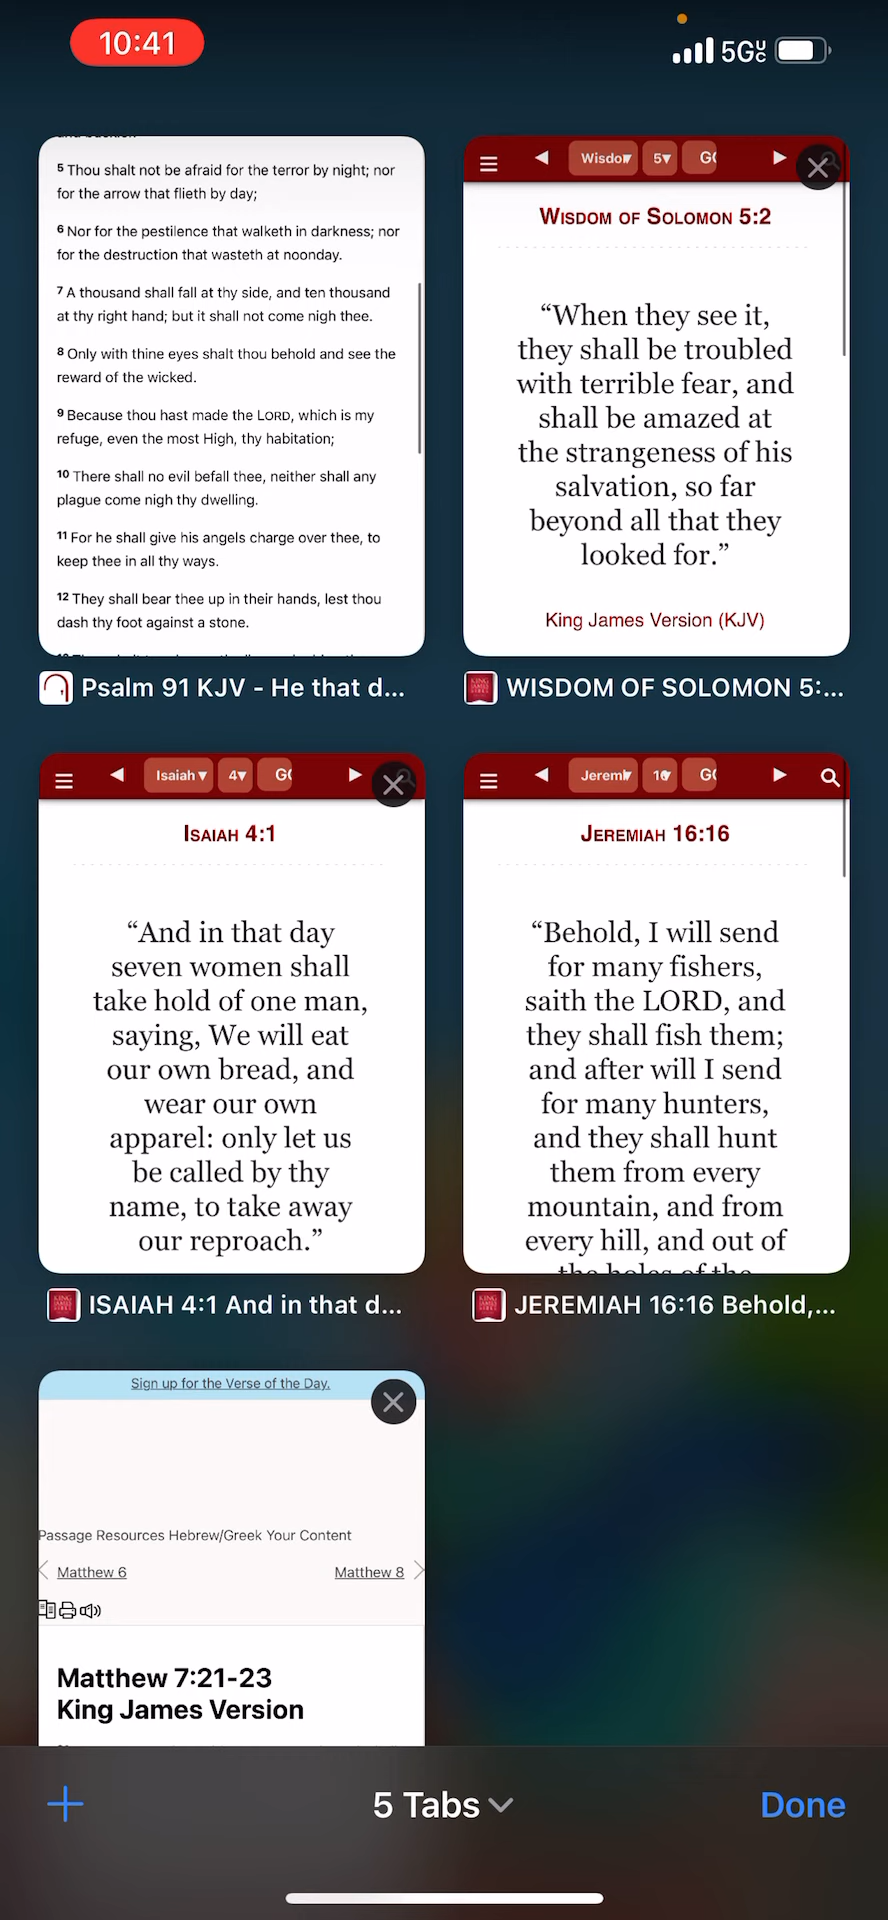 10:41
5G
5 Thou shalt not be afraid for the terror by night; nor
for the arrow that flieth by day;
6 Nor for the pestilence that walketh in darkness; nor
for the destruction that wasteth at noonday.
7 A thousand shall fall at thy side, and ten thousand
at thy right hand; but it shall not come nigh thee.
8 Only with thine eyes shalt thou behold and see the
reward of the wicked.
9 Because thou hast made the LORD, which is my
refuge, even the most High, thy habitation;
10 There shall no evil befall thee, neither shall any
plague come nigh thy dwelling.
11 For he shall give his angels charge over thee, to
keep thee in all thy ways.
12 They shall bear thee up in their hands, lest thou
dash thy foot against a stone.
Psalm 91 KJV - He that d...
Wisdor 5 GO
WISDOM OF SOLOMON 5:2
“When they see it,
they shall be troubled
with terrible fear, and
shall be amazed at
the strangeness of his
salvation, so far
beyond all that they
looked for.”
King James Version (KJV)
WISDOM OF SOLOMON 5:...
Isaiah 4 GO
ISAIAH 4:1
“And in that day
seven women shall
take hold of one man,
saying, We will eat
our own bread, and
wear our own
apparel: only let us
be called by thy
name, to take away
our reproach.”
ISAIAH 4:1 And in that d...
Jerem 16 GO
JEREMIAH 16:16
“Behold, I will send
for many fishers,
saith the LORD, and
they shall fish them;
and after will I send
for many hunters,
and they shall hunt
them from every
mountain, and from
every hill, and out of
the holes of the
JEREMIAH 16:16 Behold,...
Sign up for the Verse of the Day.
Passage Resources Hebrew/Greek Your Content
Matthew 6 Matthew 8
Matthew 7:21-23
King James Version
5 Tabs
Done